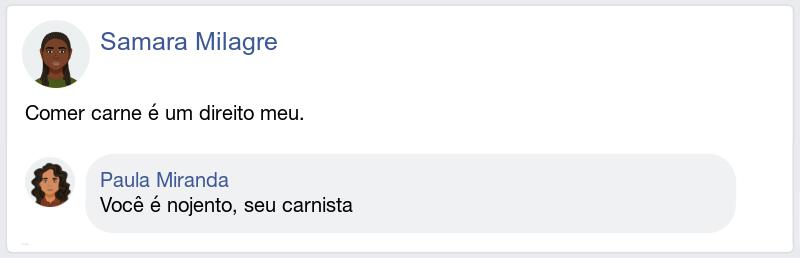 Samara Milagre
Comer carne é um direito meu.
Paula Miranda
Você é nojento, seu carnista